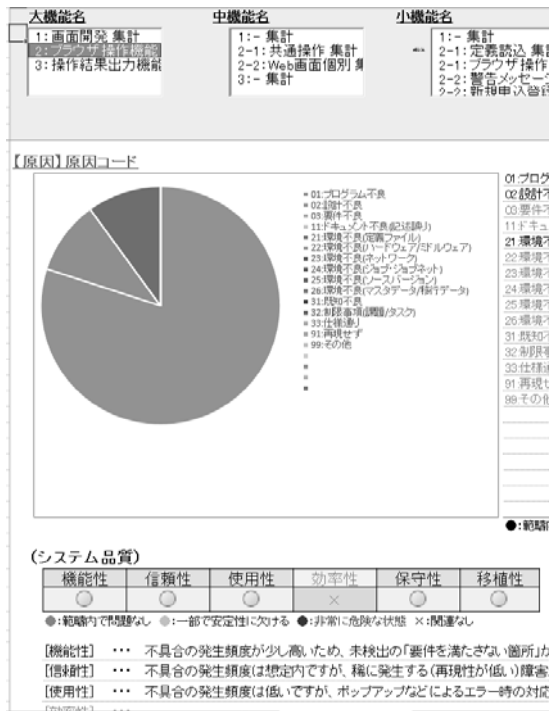 大機能名 中機能名 小機能名
1:画面開発 集計 1:- 集計 1:- 集計
2:ブラウザ操作機能 2-1:共通操作 集計 2-1:定義読込 集計
3:操作結果出力機能 2-2:Web画面個別 集 2-1:ブラウザ操作
3:- 集計 2-2:警告メッセージ
2-2:新規申込登録
【原因】原因コード
01:プログラム不良
02:設計不良
03:要件不良
11:ドキュメント不良(記述誤り)
21:環境不良(定義ファイル)
22:環境不良(ハードウェア/ミドルウェア)
23:環境不良(ネットワーク)
24:環境不良(ジョブ・ジョブネット)
25:環境不良(ソースバージョン)
26:環境不良(マスタデータ/移行データ)
31:既知不良
32:制限事項(課題/タスク)
33:仕様通り
91:再現せず
99:その他
01.プログ
02.設計不
03.要件不
11ドキュ
21.環境不
22環境不
23.環境不
24.環境不
25環境不
26.環境不
31.既知不
32.制限事
33:仕様通
91.再現せ
99:その他
●:範疇内
(システム品質)
機能性 信頼性 使用性 効率性 保守性 移植性
○ ○ ○ × ○ ○
●:範疇内で問題なし ●:一部で安定性に欠ける ●:非常に危険な状態 ×:関連なし
[機能性] … 不具合の発生頻度が少し高いため、未検出の「要件を満たさない箇所」が
[信頼性] … 不具合の発生頻度は想定内ですが、稀に発生する(再現性が低い)障害
[使用性] … 不具合の発生頻度は低いですが、ポップアップなどによるエラー時の対応